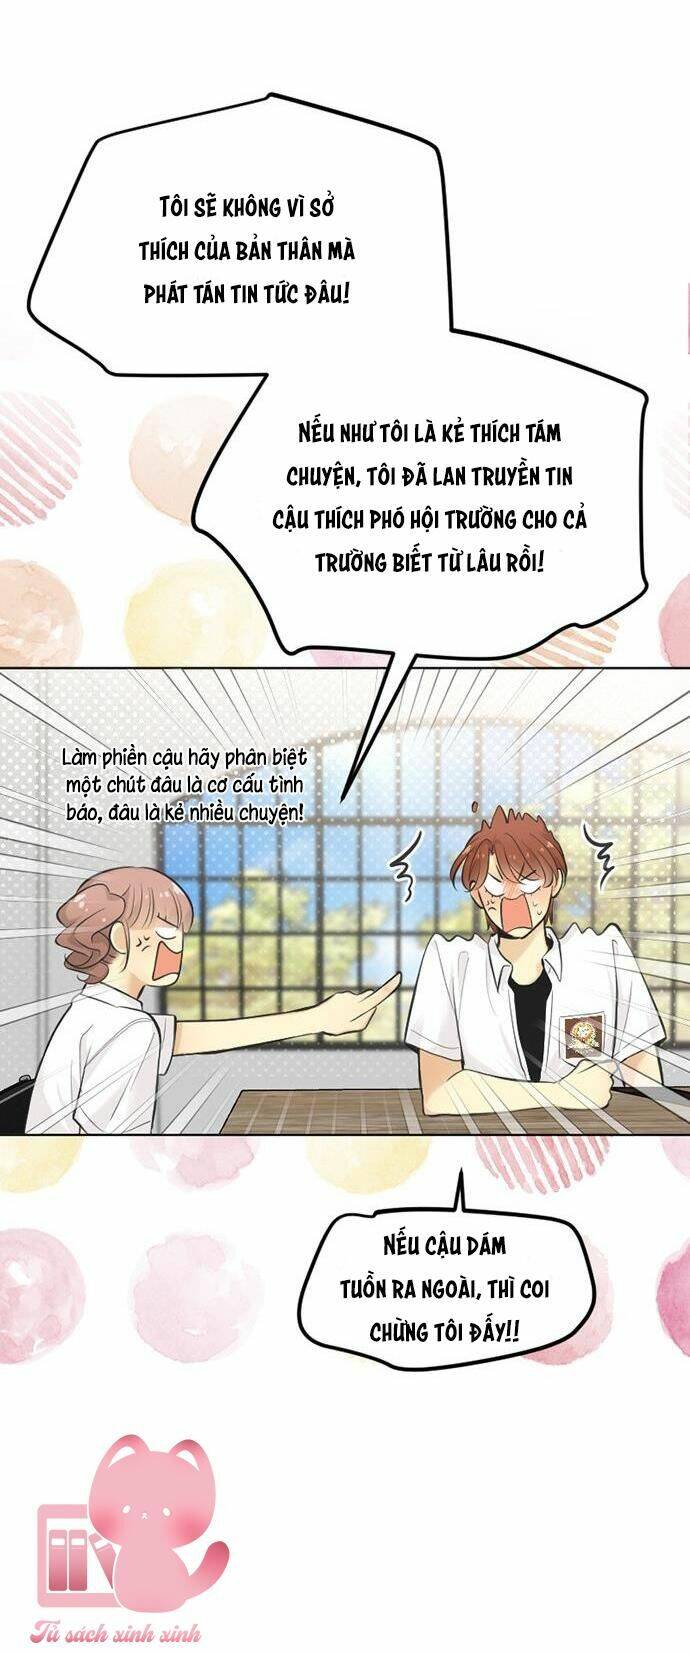 TÔI SẼ KHÔNG VÌ SỞ
THÍCH CỦA BẢN THÂN MÀ
PHÁT TÁN TIN TỨC ĐÂU!
NẾU NHƯ TÔI LÀ KẺ THÍCH TÁM
CHUYỆN, TÔI ĐÃ LAN TRUYỀN TIN
CẬU THÍCH PHÓ HỘI TRƯỜNG CHO CẢ
TRƯỜNG BIẾT TỪ LÂU RỒI!
Làm phiền cậu hãy phân biệt
một chút đâu là cơ cấu tình
báo, đâu là kẻ nhiều chuyện!
NẾU CẬU DÁM
TUỒN RA NGOÀI, THÌ COI
CHỪNG TÔI ĐẤY!!
Tủ sách xinh xinh